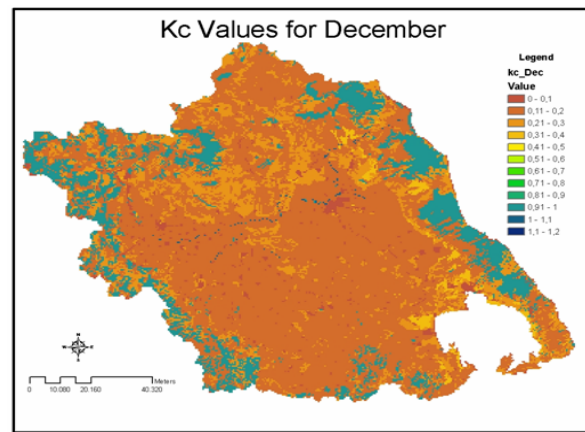 Kc Values for December
Legend
kc_Dec
Value
0 - 0,1
0,11 - 0,2
0,21 - 0,3
0,31 - 0,4
0,41 - 0,5
0,51 - 0,6
0,61 - 0,7
0,71 - 0,8
0,81 - 0,9
0,91 - 1
1 - 1,1
1,1 - 1,2
N
W E
S
Meters
0 10.080 20.160 40.320